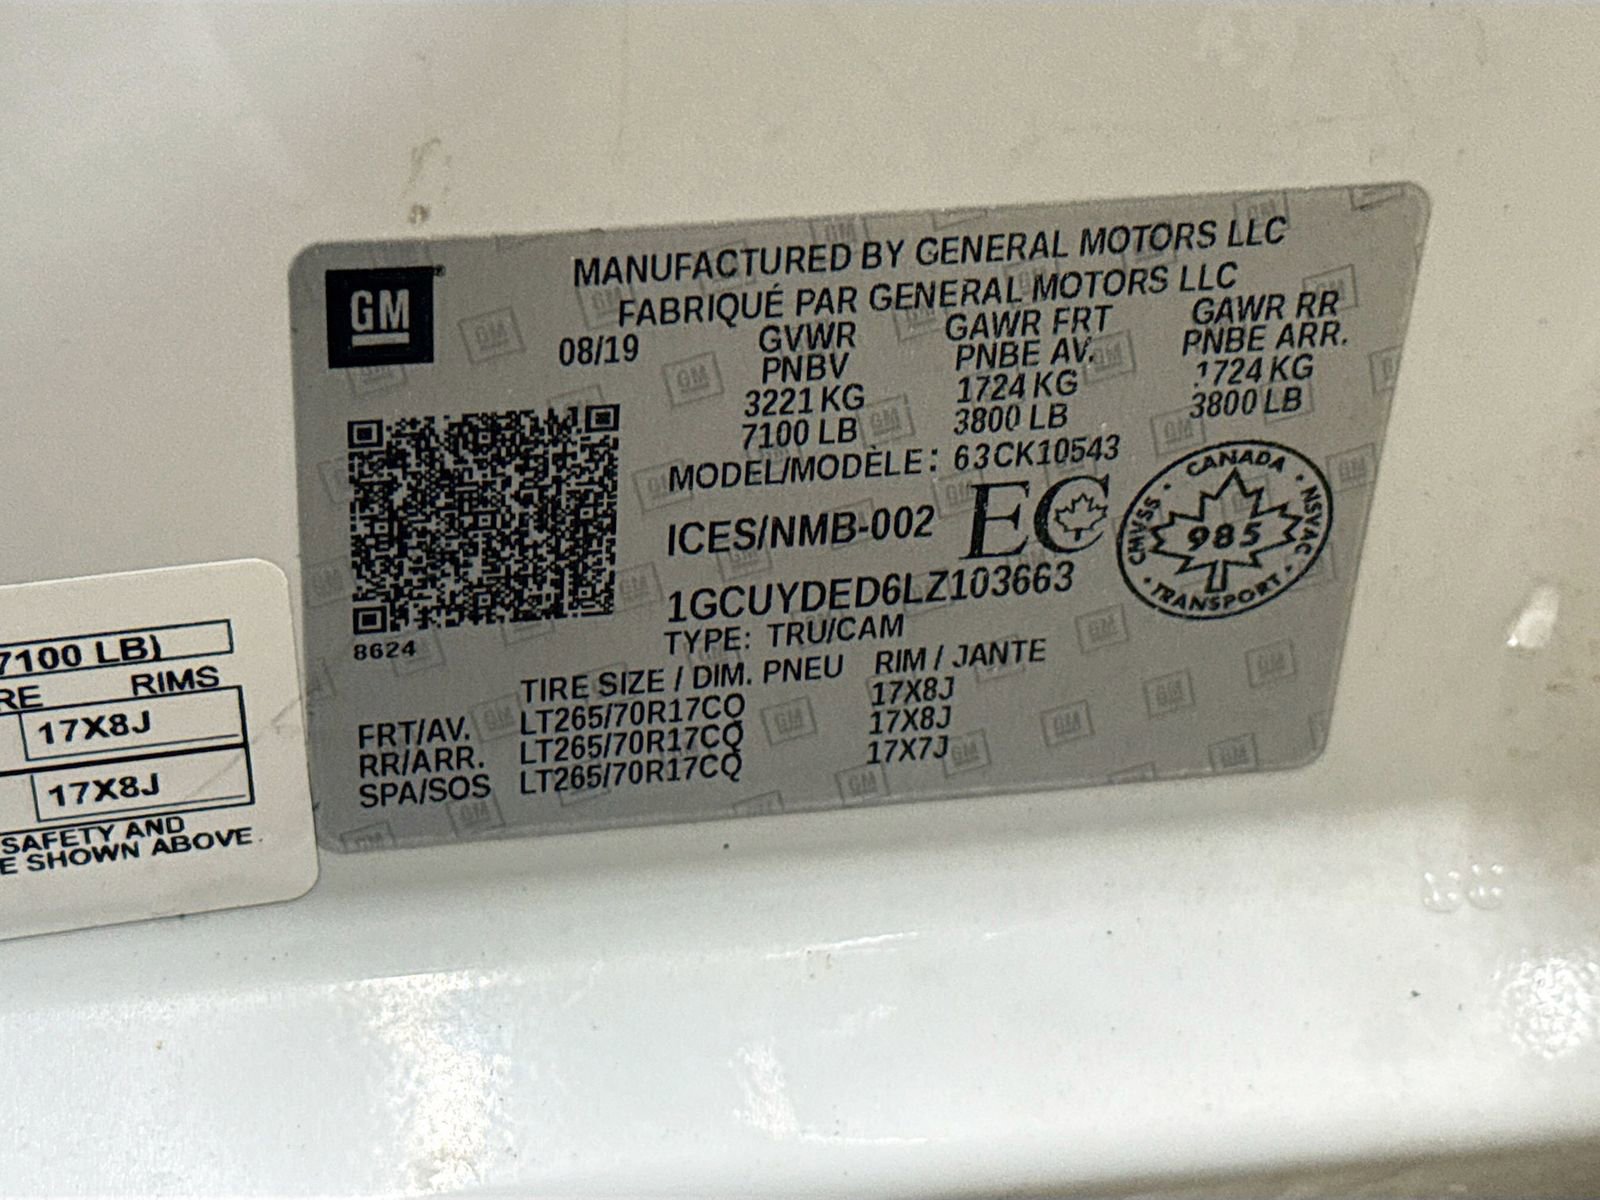 GM
MANUFACTURED BY GENERAL MOTORS LLC
FABRIQUÉ PAR GENERAL MOTORS LLC
08/19 GVWR GAWR FRT GAWR RR
PNBV PNBE AV. PNBE ARR.
3221 KG 1724 KG 1724 KG
7100 LB 3800 LB 3800 LB
MODEL/MODÈLE: 63CK10543
ICES/NMB-002 EC
CANADA
CMVSS NSVAC
985
TRANSPORT
1GCUYDED6LZ103663
8624
TYPE: TRU/CAM
TIRE SIZE / DIM. PNEU RIM / JANTE
FRT/AV. LT265/70R17CQ 17X8J
RR/ARR. LT265/70R17CQ 17X8J
SPA/SOS LT265/70R17CQ 17X7J
7100 LB)
RE RIMS
17X8J
17X8J
SAFETY AND
E SHOWN ABOVE.